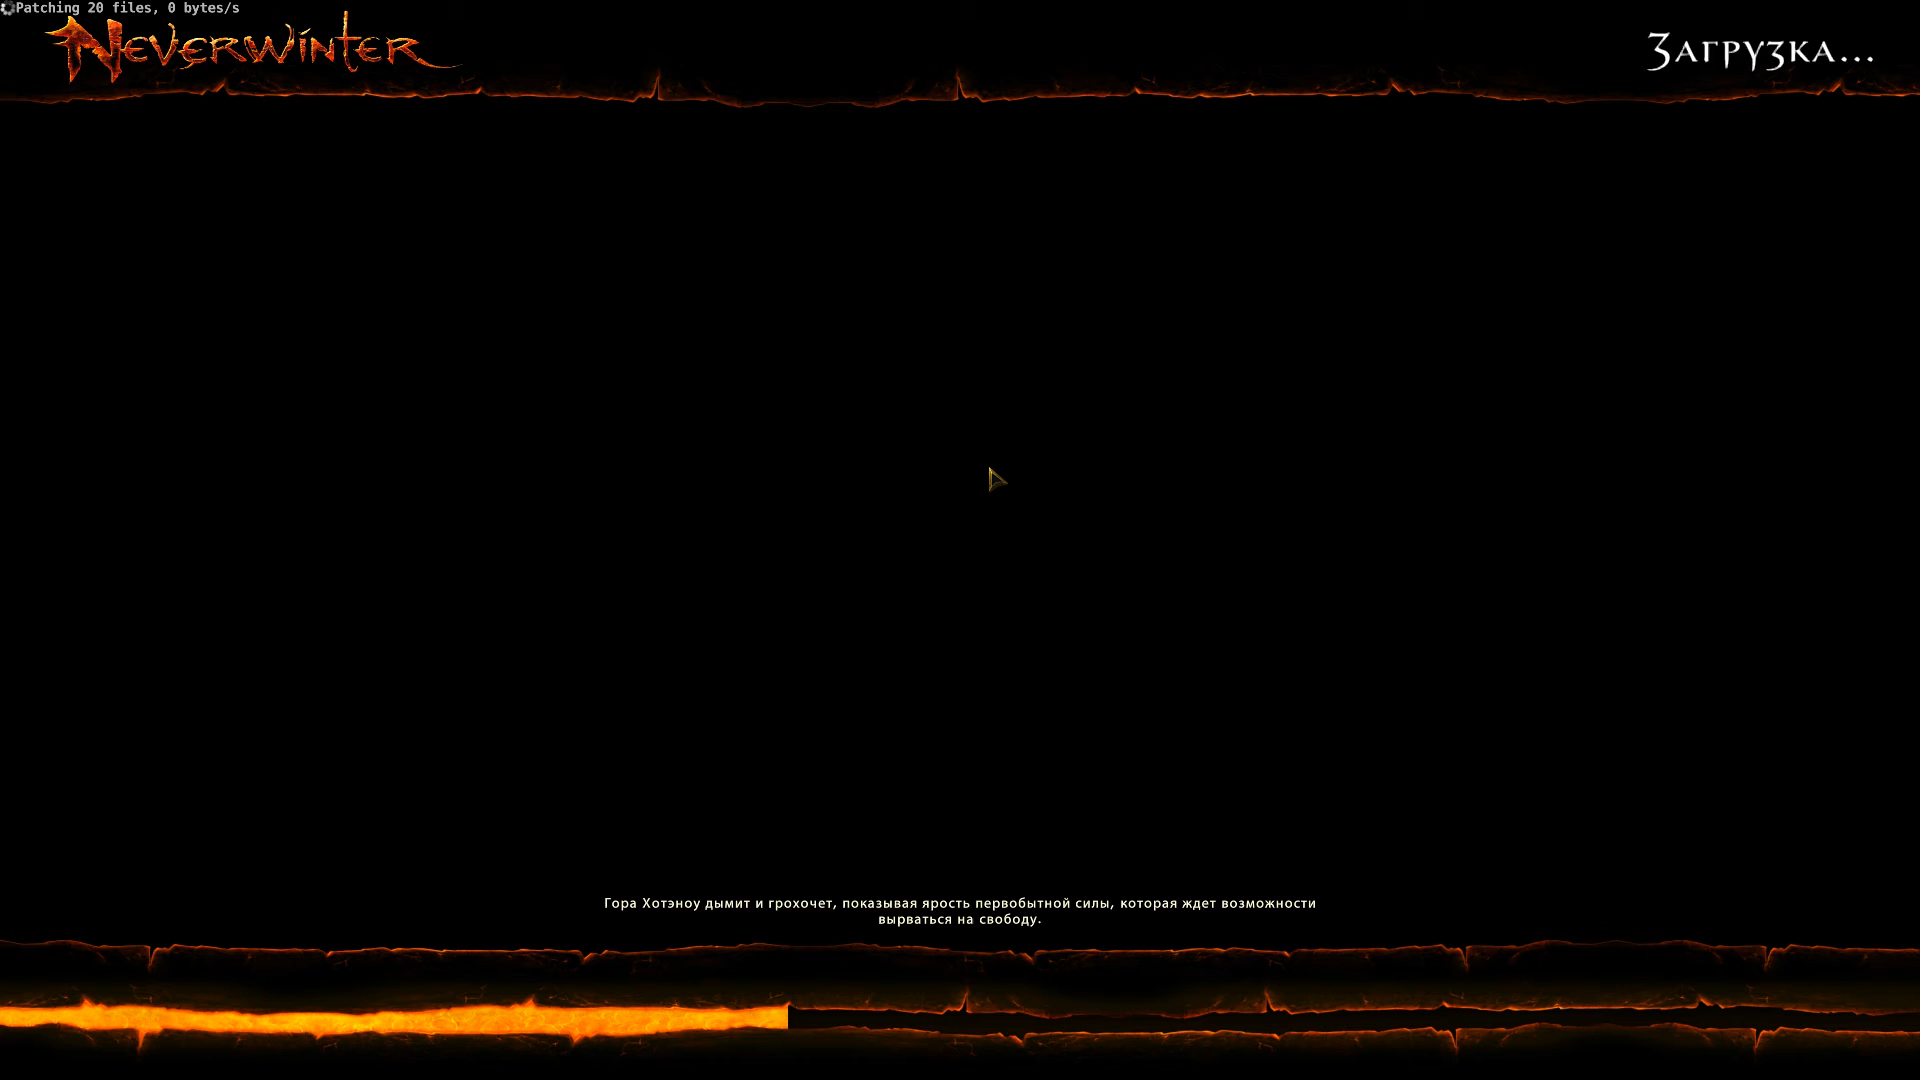 Patching 20 files, 0 bytes/s
Neverwinter
Загрузка...
Гора Хотэноу дымит и грохочет, показывая ярость первобытной силы, которая ждет возможности
вырваться на свободу.